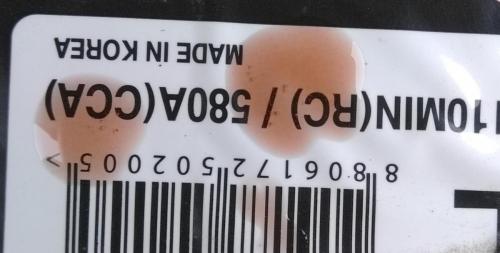 8 806172 502005 >
10MIN(RC) / 580A(CCA)
MADE IN KOREA